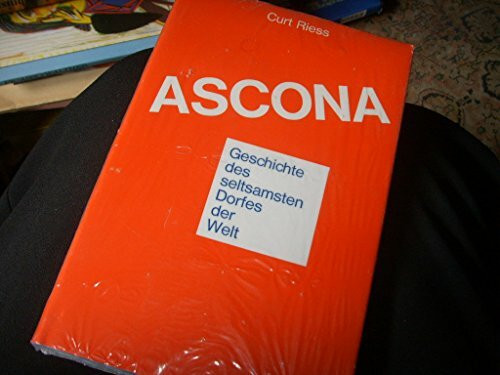 Curt Riess
ASCONA
Geschichte
des
seltsamsten
Dorfes
der
Welt